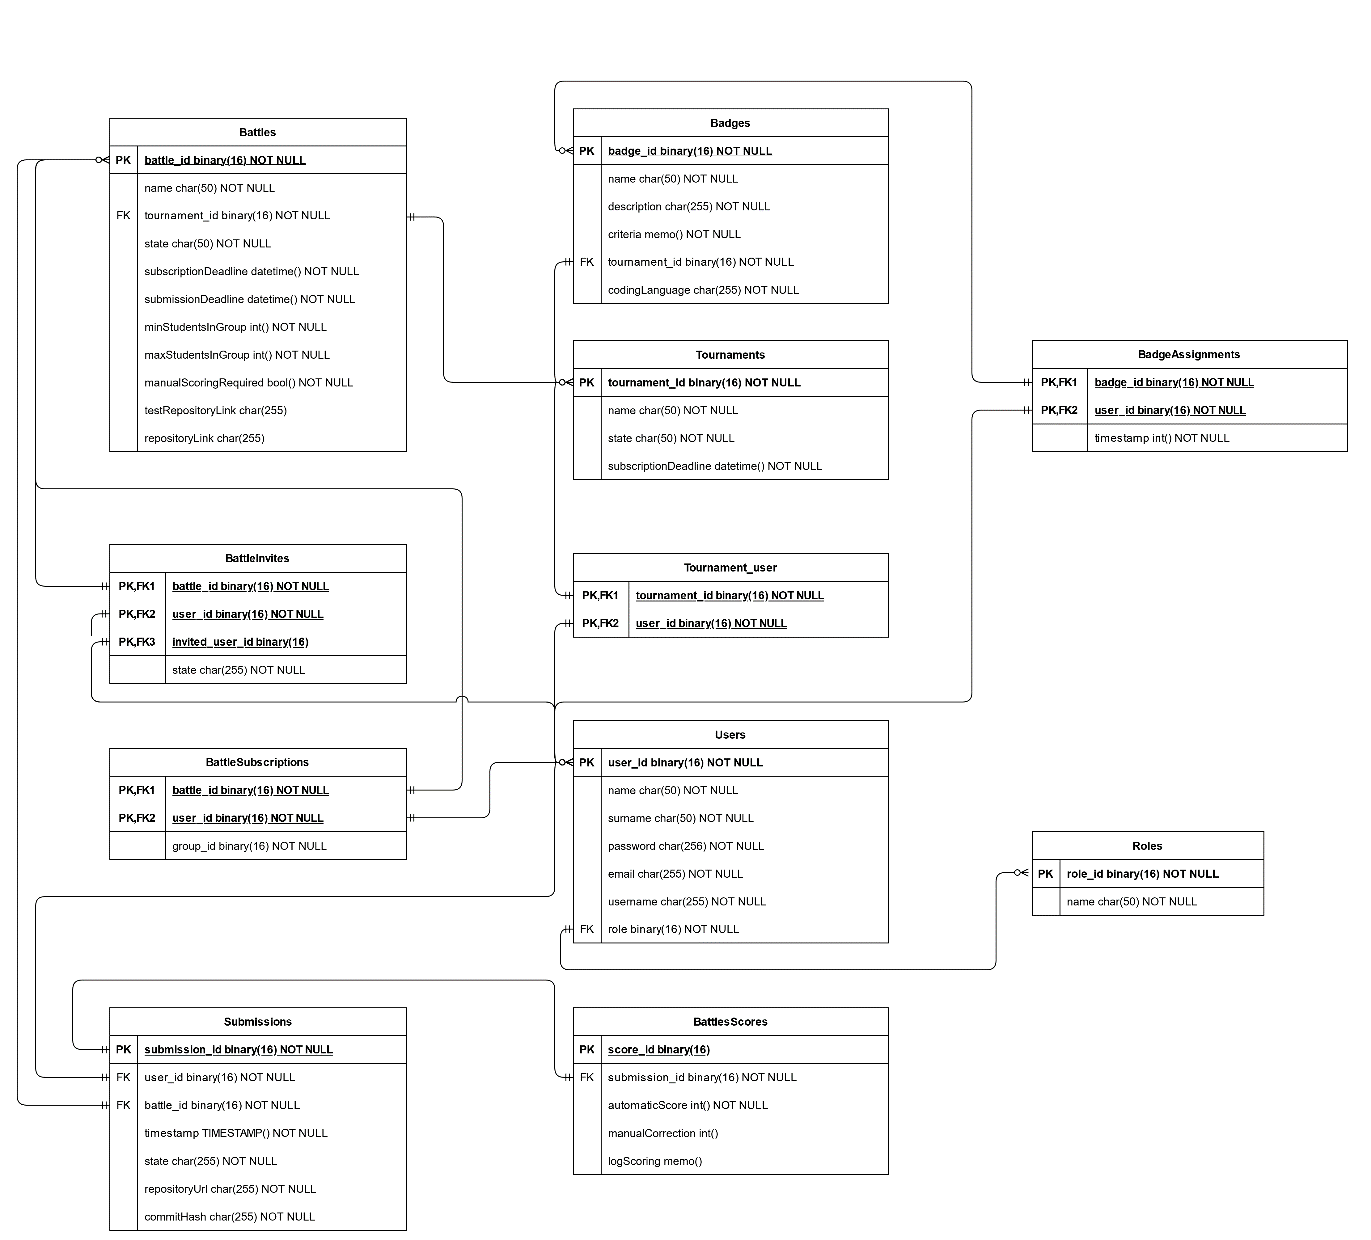 Battles
PK battle_id binary(16) NOT NULL
name char(50) NOT NULL
FK tournament_id binary(16) NOT NULL
state char(50) NOT NULL
subscriptionDeadline datetime() NOT NULL
submissionDeadline datetime() NOT NULL
minStudentsInGroup int() NOT NULL
maxStudentsInGroup int() NOT NULL
manualScoringRequired bool() NOT NULL
testRepositoryLink char(255)
repositoryLink char(255)
Badges
PK badge_id binary(16) NOT NULL
name char(50) NOT NULL
description char(255) NOT NULL
criteria memo() NOT NULL
FK tournament_id binary(16) NOT NULL
codingLanguage char(255) NOT NULL
Tournaments
PK tournament_id binary(16) NOT NULL
name char(50) NOT NULL
state char(50) NOT NULL
subscriptionDeadline datetime() NOT NULL
BadgeAssignments
PK,FK1 badge_id binary(16) NOT NULL
PK,FK2 user_id binary(16) NOT NULL
timestamp int() NOT NULL
BattleInvites
PK,FK1 battle_id binary(16) NOT NULL
PK,FK2 user_id binary(16) NOT NULL
PK,FK3 invited_user_id binary(16)
state char(255) NOT NULL
Tournament_user
PK,FK1 tournament_id binary(16) NOT NULL
PK,FK2 user_id binary(16) NOT NULL
BattleSubscriptions
PK,FK1 battle_id binary(16) NOT NULL
PK,FK2 user_id binary(16) NOT NULL
group_id binary(16) NOT NULL
Users
PK user_id binary(16) NOT NULL
name char(50) NOT NULL
surname char(50) NOT NULL
password char(256) NOT NULL
email char(255) NOT NULL
username char(255) NOT NULL
FK role binary(16) NOT NULL
Roles
PK role_id binary(16) NOT NULL
name char(50) NOT NULL
Submissions
PK submission_id binary(16) NOT NULL
FK user_id binary(16) NOT NULL
FK battle_id binary(16) NOT NULL
timestamp TIMESTAMP() NOT NULL
state char(255) NOT NULL
repositoryUrl char(255) NOT NULL
commitHash char(255) NOT NULL
BattlesScores
PK score_id binary(16)
FK submission_id binary(16) NOT NULL
automaticScore int() NOT NULL
manualCorrection int()
logScoring memo()